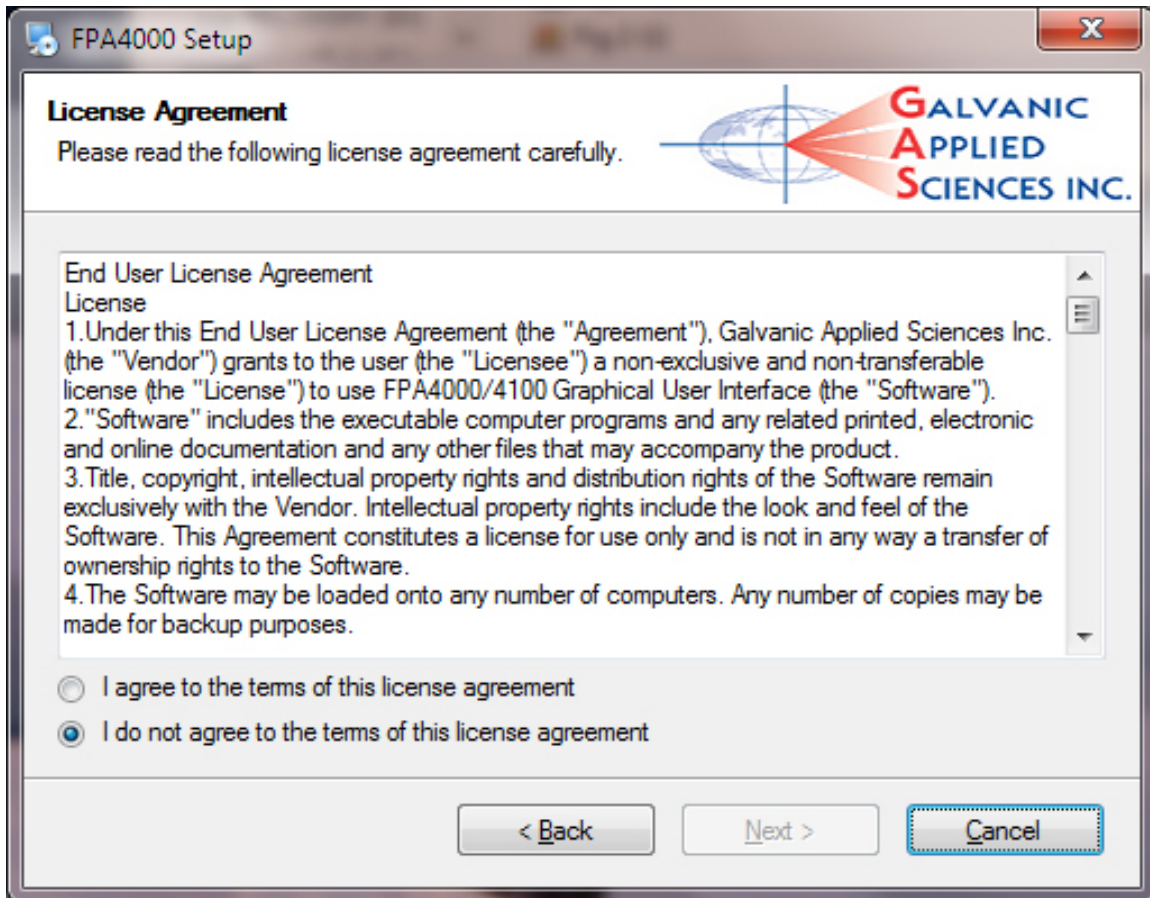 FPA4000 Setup
License Agreement
Please read the following license agreement carefully.
GALVANIC
APPLIED
SCIENCES INC.
End User License Agreement
License
1.Under this End User License Agreement (the "Agreement"), Galvanic Applied Sciences Inc.
(the "Vendor") grants to the user (the "Licensee") a non-exclusive and non-transferable
license (the "License") to use FPA4000/4100 Graphical User Interface (the "Software").
2."Software" includes the executable computer programs and any related printed, electronic
and online documentation and any other files that may accompany the product.
3.Title, copyright, intellectual property rights and distribution rights of the Software remain
exclusively with the Vendor. Intellectual property rights include the look and feel of the
Software. This Agreement constitutes a license for use only and is not in any way a transfer of
ownership rights to the Software.
4.The Software may be loaded onto any number of computers. Any number of copies may be
made for backup purposes.
I agree to the terms of this license agreement
I do not agree to the terms of this license agreement
< Back
Next >
Cancel